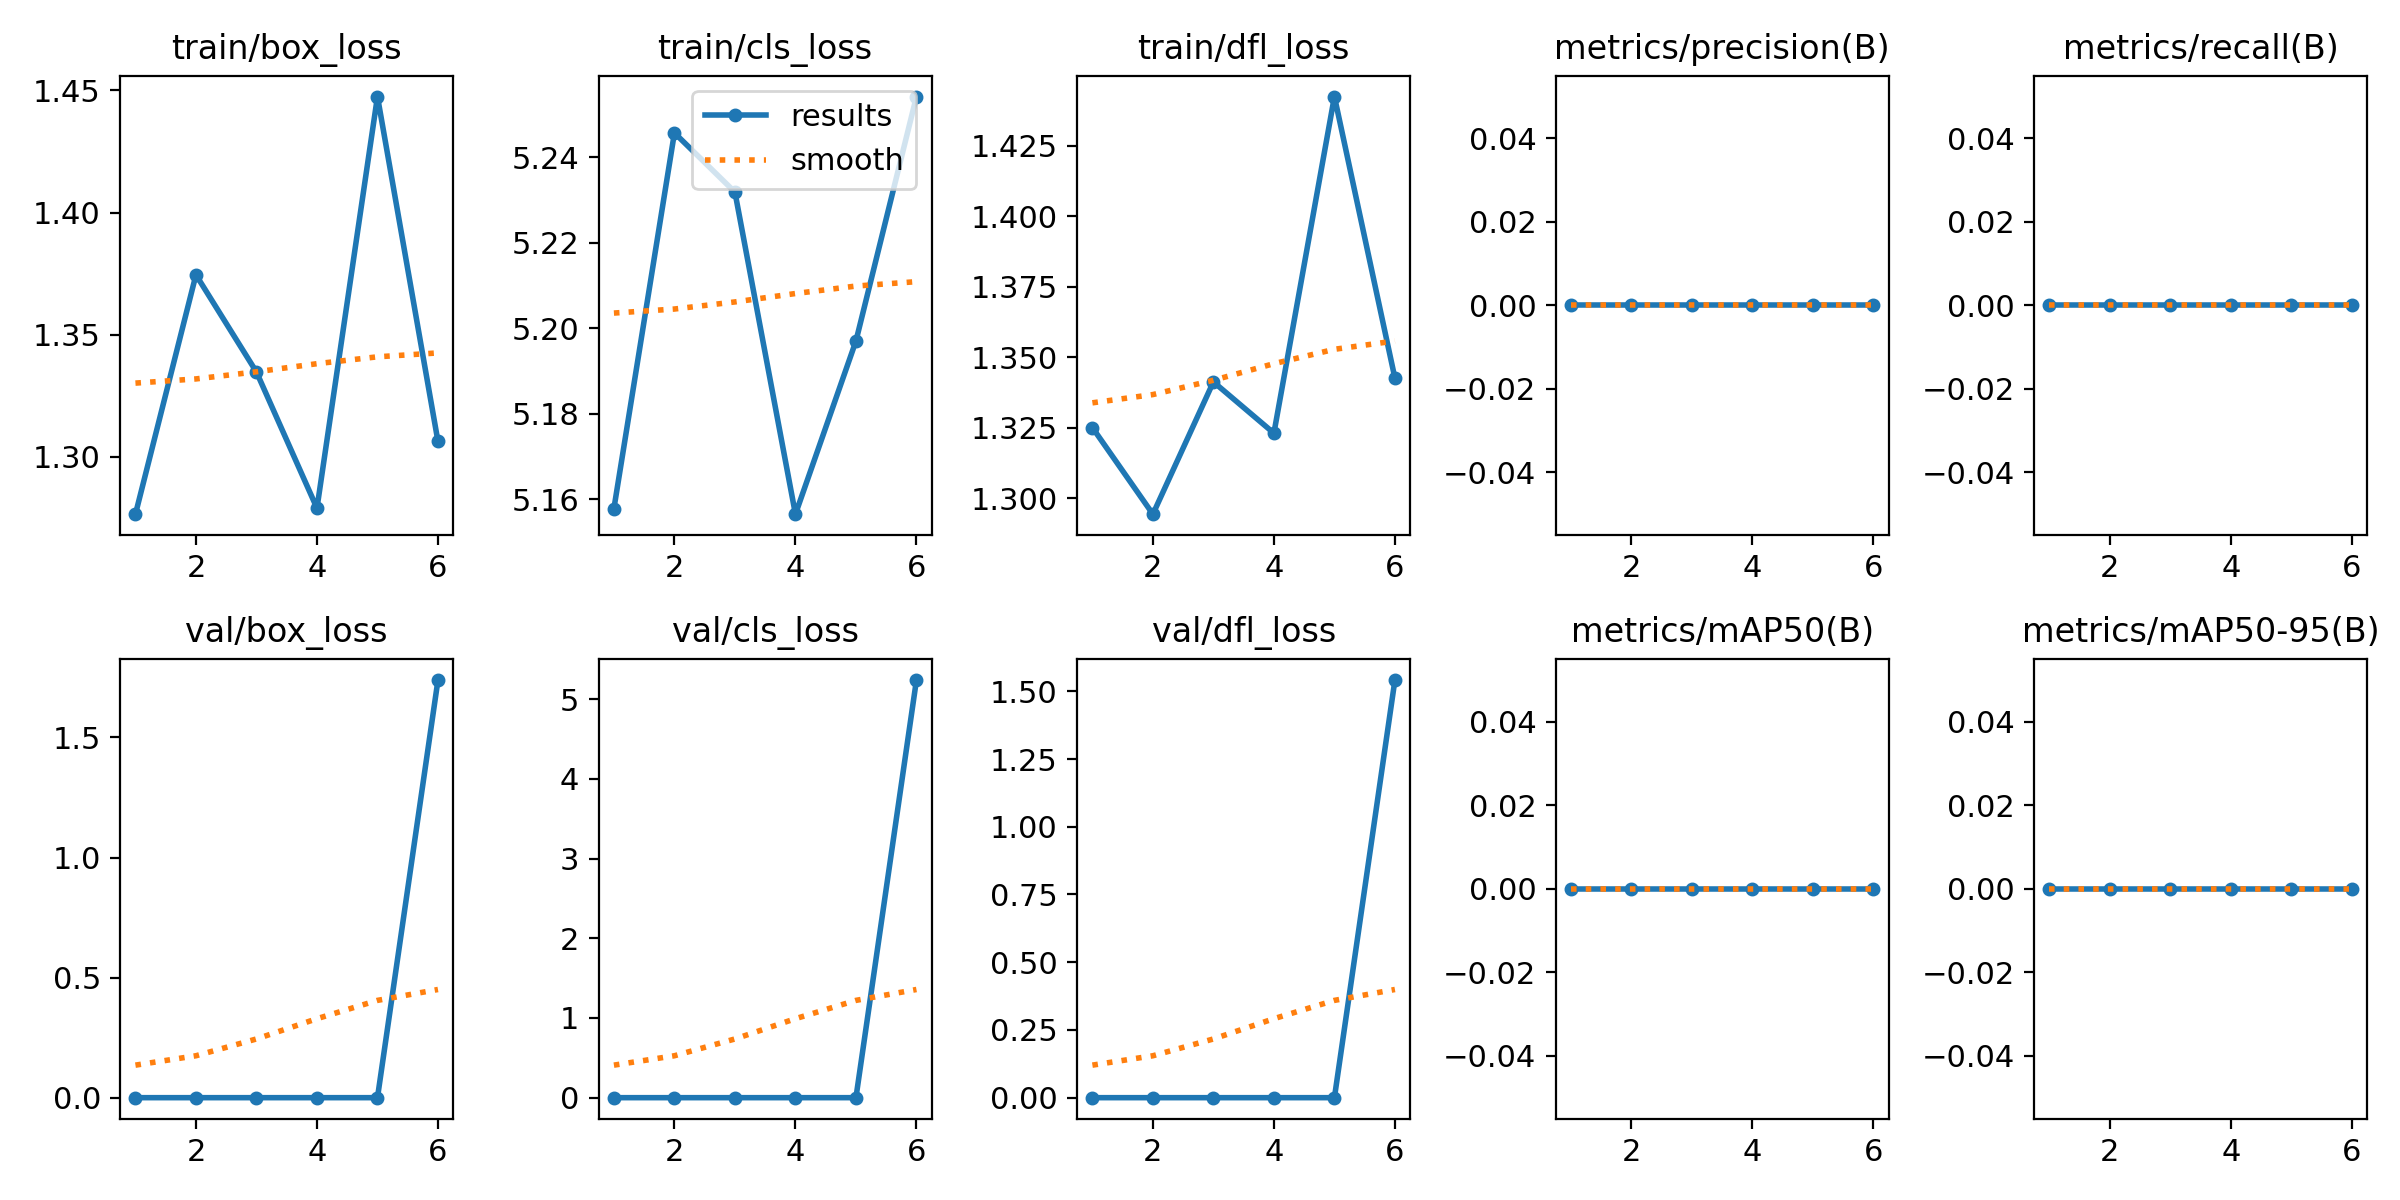 train/box_loss
train/cls_loss
train/dfl_loss
metrics/precision(B)
metrics/recall(B)
1.45
1.40
1.35
1.30
2 4 6
results
smooth
5.24
5.22
5.20
5.18
5.16
2 4 6
1.425
1.400
1.375
1.350
1.325
1.300
2 4 6
0.04
0.02
0.00
−0.02
−0.04
2 4 6
0.04
0.02
0.00
−0.02
−0.04
2 4 6
val/box_loss
val/cls_loss
val/dfl_loss
metrics/mAP50(B)
metrics/mAP50-95(B)
1.5
1.0
0.5
0.0
2 4 6
5
4
3
2
1
0
2 4 6
1.50
1.25
1.00
0.75
0.50
0.25
0.00
2 4 6
0.04
0.02
0.00
−0.02
−0.04
2 4 6
0.04
0.02
0.00
−0.02
−0.04
2 4 6